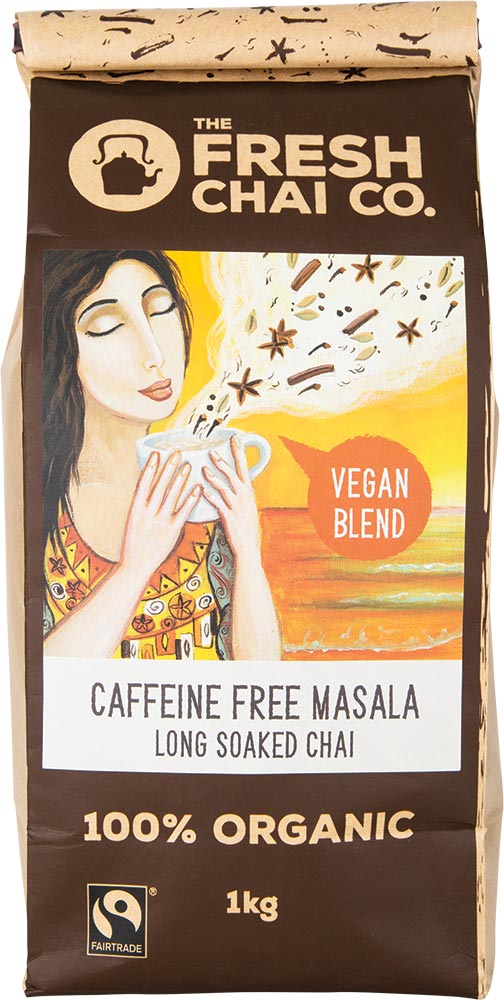 THE
FRESH
CHAI CO.
VEGAN
BLEND
CAFFEINE FREE MASALA
LONG SOAKED CHAI
100% ORGANIC
1kg
®
FAIRTRADE